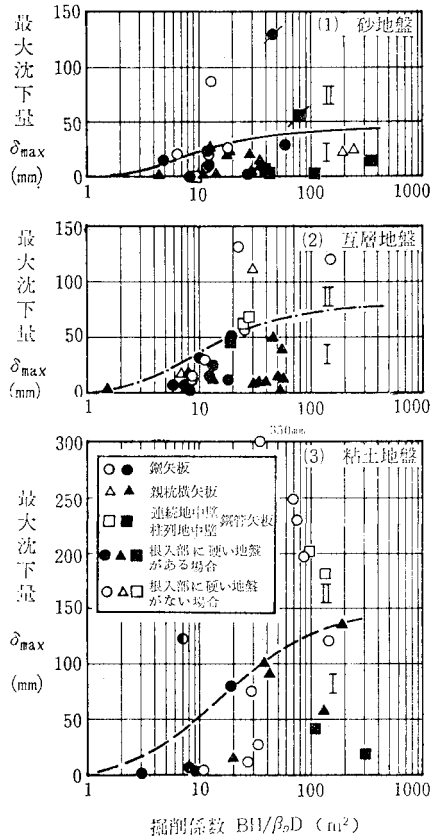 最大沈下量
δmax
(mm)
(1) 砂地盤
150
100
50
0
II
I
1
10
100
1000
最大沈下量
δmax
(mm)
(2) 互層地盤
150
100
50
0
II
I
1
10
100
1000
350mm
最大沈下量
δmax
(mm)
(3) 粘土地盤
300
250
200
150
100
50
0
鋼矢板
親杭横矢板
連続地中壁
柱列地中壁
鋼管矢板
根入部に硬い地盤
がある場合
根入部に硬い地盤
がない場合
II
I
1
10
100
1000
掘削係数 BH/βDD (m²)